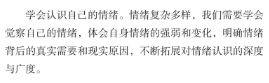 学会认识自己的情绪。情绪复杂多样，我们需要学会
觉察自己的情绪，体会自身情绪的强弱和变化，明确情绪
背后的真实需要和现实原因，不断拓展对情绪认识的深度
与广度。